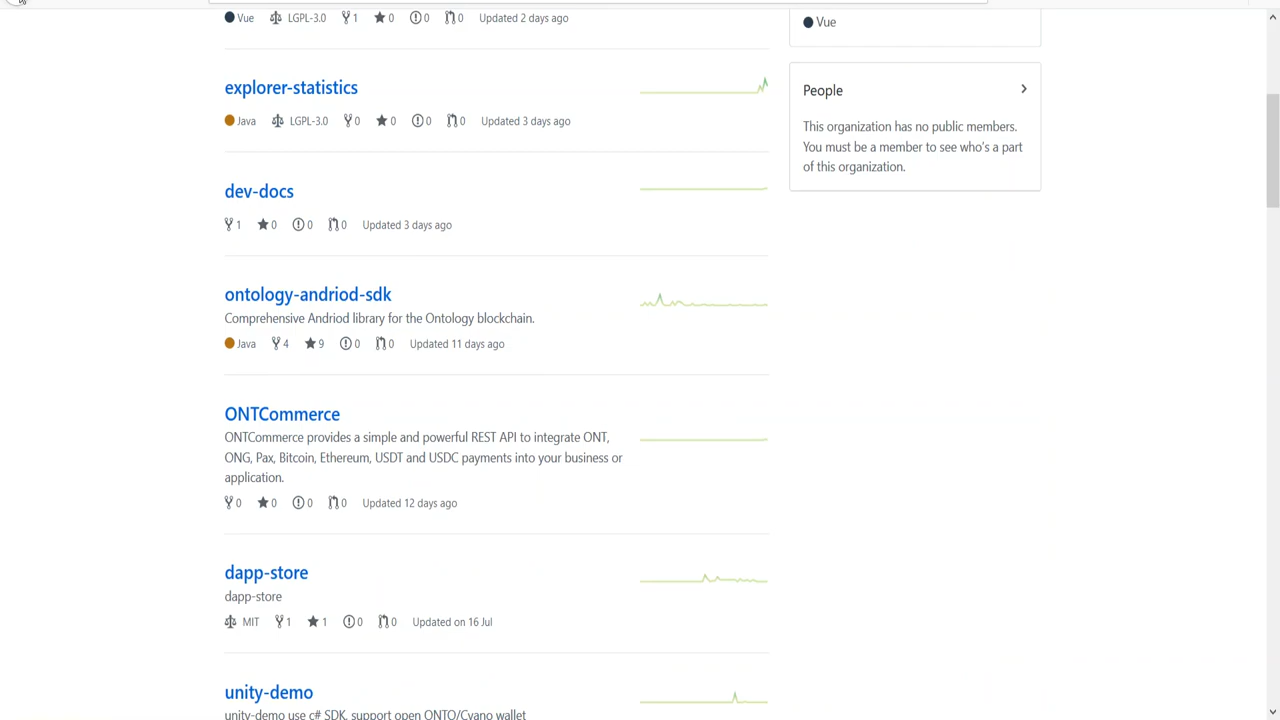 Vue LGPL-3.0 1 0 0 0 Updated 2 days ago
explorer-statistics
Java LGPL-3.0 0 0 0 0 Updated 3 days ago
dev-docs
1 0 0 0 Updated 3 days ago
ontology-andriod-sdk
Comprehensive Andriod library for the Ontology blockchain.
Java 4 9 0 0 Updated 11 days ago
ONTCommerce
ONTCommerce provides a simple and powerful REST API to integrate ONT,
ONG, Pax, Bitcoin, Ethereum, USDT and USDC payments into your business or
application.
0 0 0 0 Updated 12 days ago
dapp-store
dapp-store
MIT 1 1 0 0 Updated on 16 Jul
unity-demo
unity-demo use c# SDK, support open ONTO/Cyano wallet
Vue
People
This organization has no public members.
You must be a member to see who's a part
of this organization.